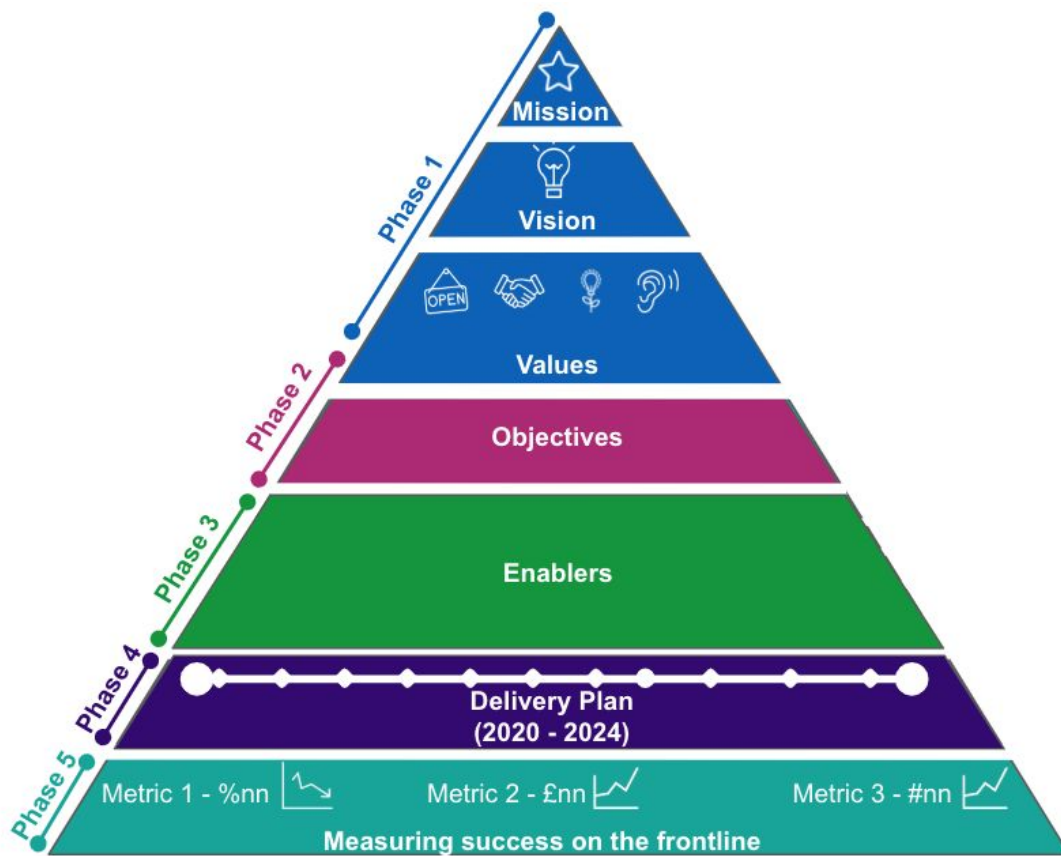 Mission
Vision
Phase 1
OPEN
Values
Phase 2
Objectives
Phase 3
Enablers
Phase 4
Delivery Plan
(2020 - 2024)
Phase 5
Metric 1 - %nn
Metric 2 - £nn
Metric 3 - #nn
Measuring success on the frontline